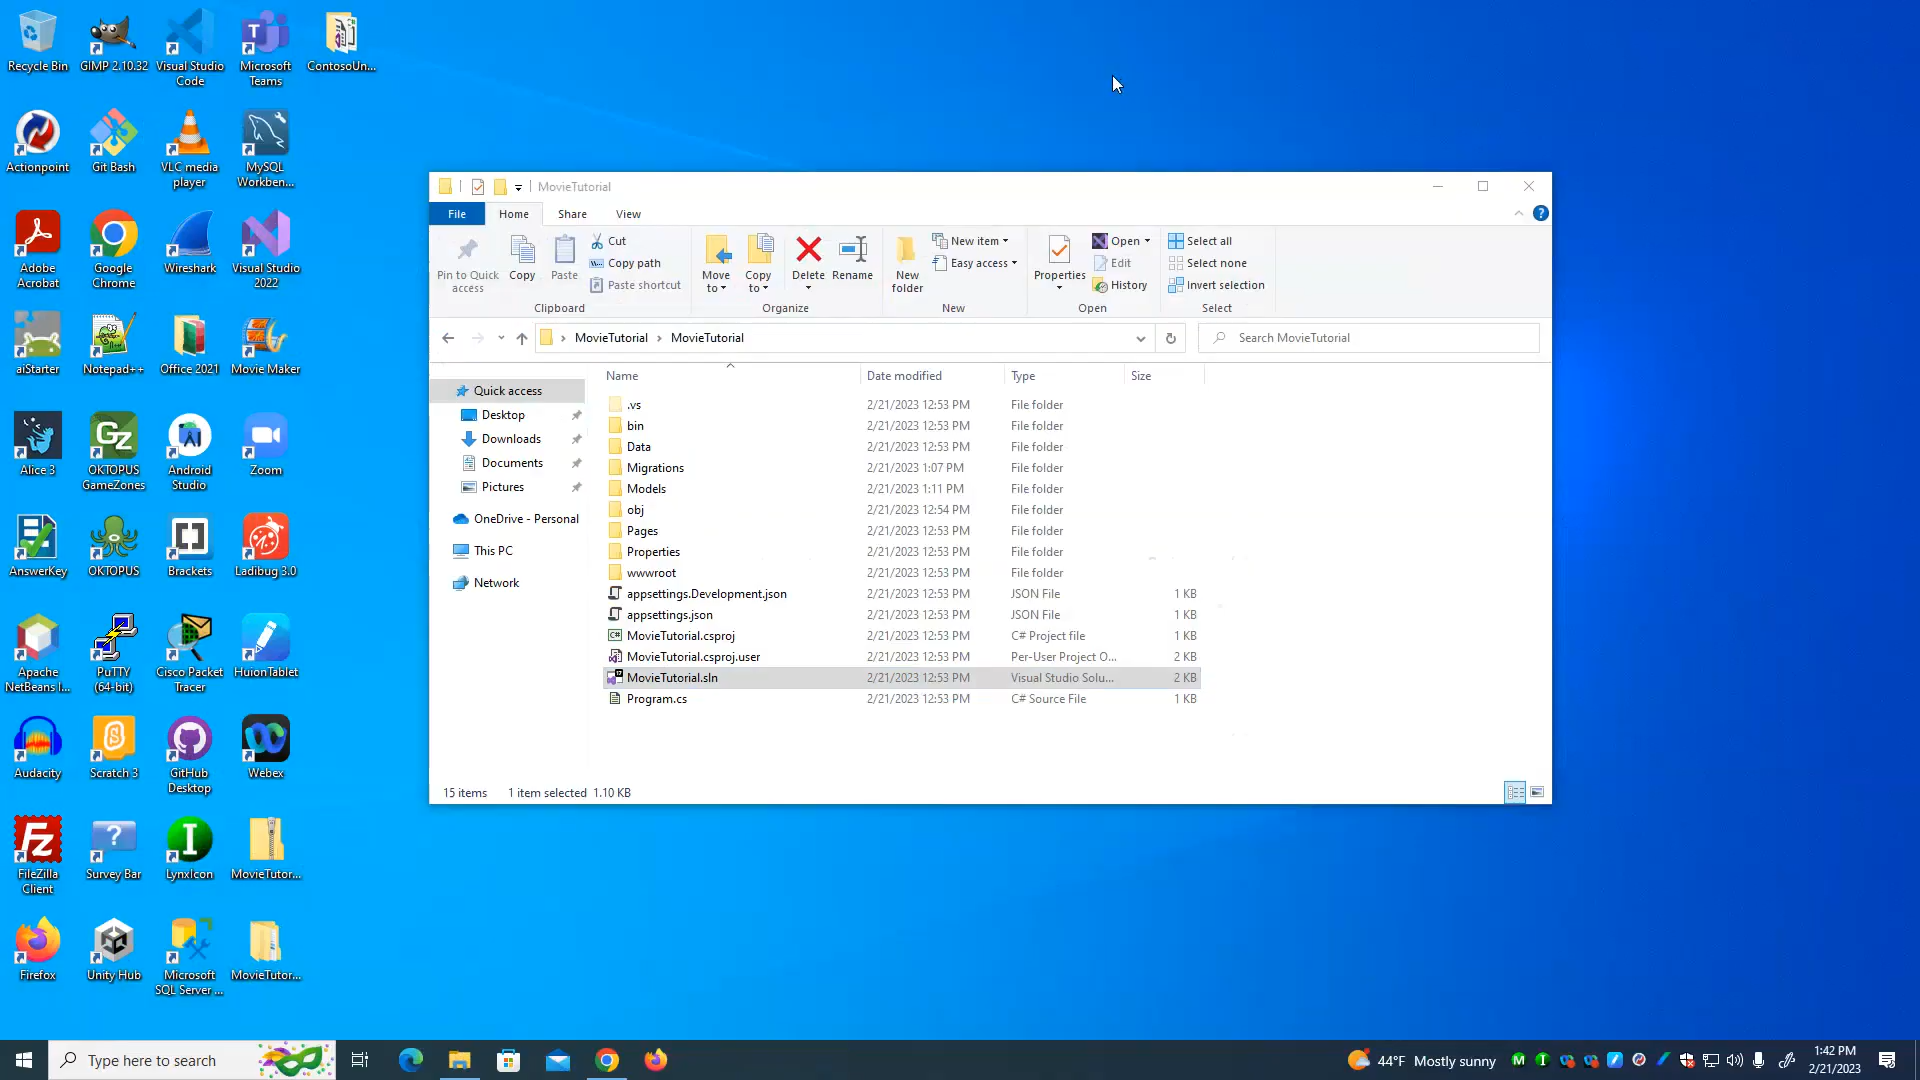 Recycle Bin
GIMP 2.10.32
Visual Studio
Code
Microsoft
Teams
ContosoUn...
Actionpoint
Git Bash
VLC media
player
MySQL
Workben...
Adobe
Acrobat
Google
Chrome
Wireshark
Visual Studio
2022
aiStarter
Notepad++
Office 2021
Movie Maker
Alice 3
OKTOPUS
GameZones
Android
Studio
Zoom
AnswerKey
OKTOPUS
Brackets
Ladibug 3.0
Apache
NetBeans I...
PuTTY
(64-bit)
Cisco Packet
Tracer
HuionTablet
Audacity
Scratch 3
GitHub
Desktop
Webex
FileZilla
Client
Survey Bar
LynxIcon
MovieTutor...
Firefox
Unity Hub
Microsoft
SQL Server ...
MovieTutor...
MovieTutorial
File Home Share View
Pin to Quick
access
Copy
Paste
Cut
Copy path
Paste shortcut
Clipboard
Move
to
Copy
to
Delete
Rename
Organize
New
folder
New item
Easy access
New
Properties
Open
Edit
History
Open
Select all
Select none
Invert selection
Select
MovieTutorial > MovieTutorial
Search MovieTutorial
Quick access
Desktop
Downloads
Documents
Pictures
OneDrive - Personal
This PC
Network
Name Date modified Type Size
.vs 2/21/2023 12:53 PM File folder
bin 2/21/2023 12:53 PM File folder
Data 2/21/2023 12:53 PM File folder
Migrations 2/21/2023 1:07 PM File folder
Models 2/21/2023 1:11 PM File folder
obj 2/21/2023 12:54 PM File folder
Pages 2/21/2023 12:53 PM File folder
Properties 2/21/2023 12:53 PM File folder
wwwroot 2/21/2023 12:53 PM File folder
appsettings.Development.json 2/21/2023 12:53 PM JSON File 1 KB
appsettings.json 2/21/2023 12:53 PM JSON File 1 KB
MovieTutorial.csproj 2/21/2023 12:53 PM C# Project file 1 KB
MovieTutorial.csproj.user 2/21/2023 12:53 PM Per-User Project O... 2 KB
MovieTutorial.sln 2/21/2023 12:53 PM Visual Studio Solu... 2 KB
Program.cs 2/21/2023 12:53 PM C# Source File 1 KB
15 items 1 item selected 1.10 KB
Type here to search
44°F Mostly sunny
1:42 PM
2/21/2023